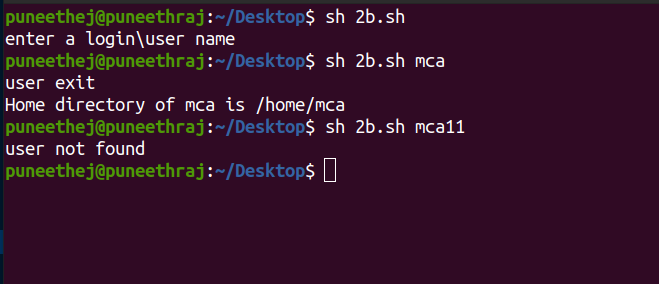 puneethej@puneethraj:~/Desktop$ sh 2b.sh
enter a login\user name
puneethej@puneethraj:~/Desktop$ sh 2b.sh mca
user exit
Home directory of mca is /home/mca
puneethej@puneethraj:~/Desktop$ sh 2b.sh mca11
user not found
puneethej@puneethraj:~/Desktop$